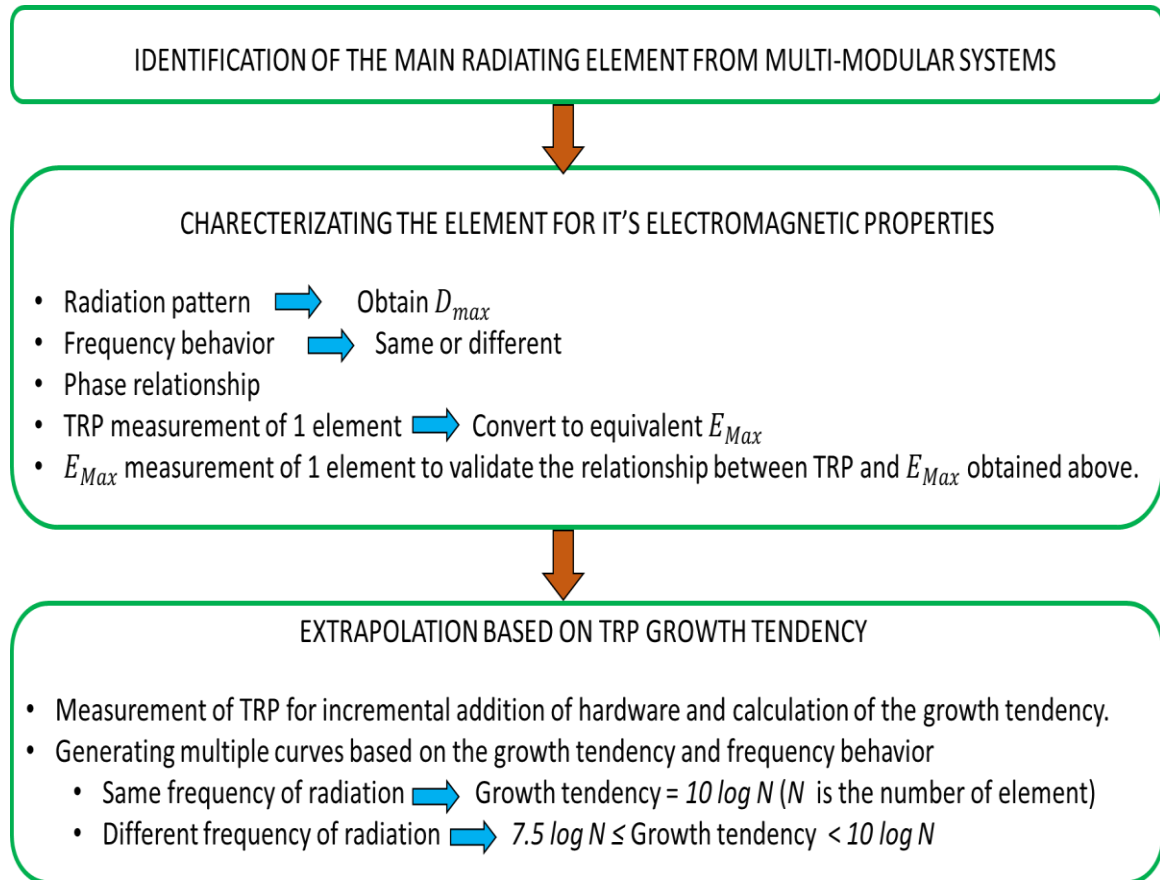 IDENTIFICATION OF THE MAIN RADIATING ELEMENT FROM MULTI-MODULAR SYSTEMS
CHARECTERIZATING THE ELEMENT FOR IT'S ELECTROMAGNETIC PROPERTIES
• Radiation pattern Obtain D_max
• Frequency behavior Same or different
• Phase relationship
• TRP measurement of 1 element Convert to equivalent E_Max
• E_Max measurement of 1 element to validate the relationship between TRP and E_Max obtained above.
EXTRAPOLATION BASED ON TRP GROWTH TENDENCY
• Measurement of TRP for incremental addition of hardware and calculation of the growth tendency.
• Generating multiple curves based on the growth tendency and frequency behavior
• Same frequency of radiation Growth tendency = 10 log N (N is the number of element)
• Different frequency of radiation 7.5 log N ≤ Growth tendency < 10 log N